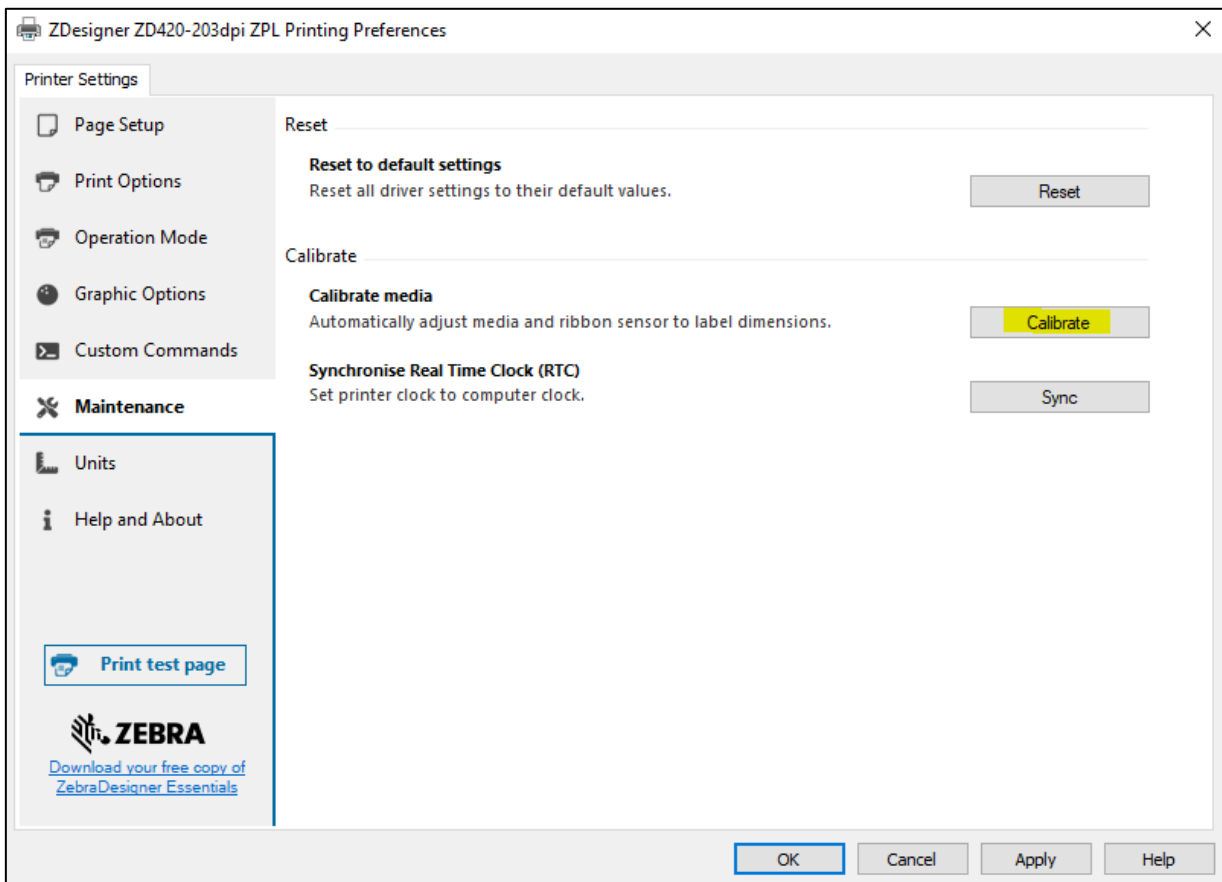 ZDesigner ZD420-203dpi ZPL Printing Preferences
Printer Settings
Page Setup
Print Options
Operation Mode
Graphic Options
Custom Commands
Maintenance
Units
Help and About
Print test page
ZEBRA
Download your free copy of
ZebraDesigner Essentials
Reset
Reset to default settings
Reset all driver settings to their default values.
Reset
Calibrate
Calibrate media
Automatically adjust media and ribbon sensor to label dimensions.
Calibrate
Synchronise Real Time Clock (RTC)
Set printer clock to computer clock.
Sync
OK
Cancel
Apply
Help